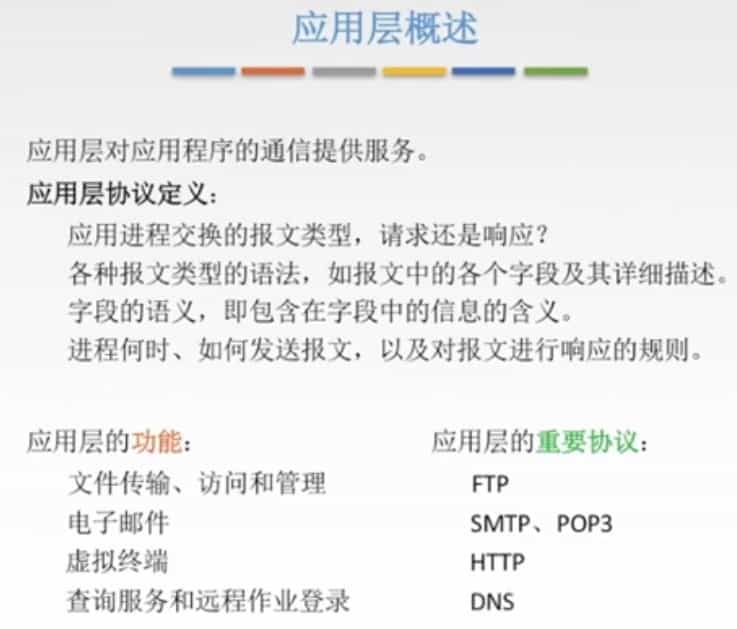 应用层概述
应用层对应用程序的通信提供服务。
应用层协议定义：
应用进程交换的报文类型，请求还是响应？
各种报文类型的语法，如报文中的各个字段及其详细描述。
字段的语义，即包含在字段中的信息的含义。
进程何时、如何发送报文，以及对报文进行响应的规则。
应用层的功能：
文件传输、访问和管理
电子邮件
虚拟终端
查询服务和远程作业登录
应用层的重要协议：
FTP
SMTP、POP3
HTTP
DNS